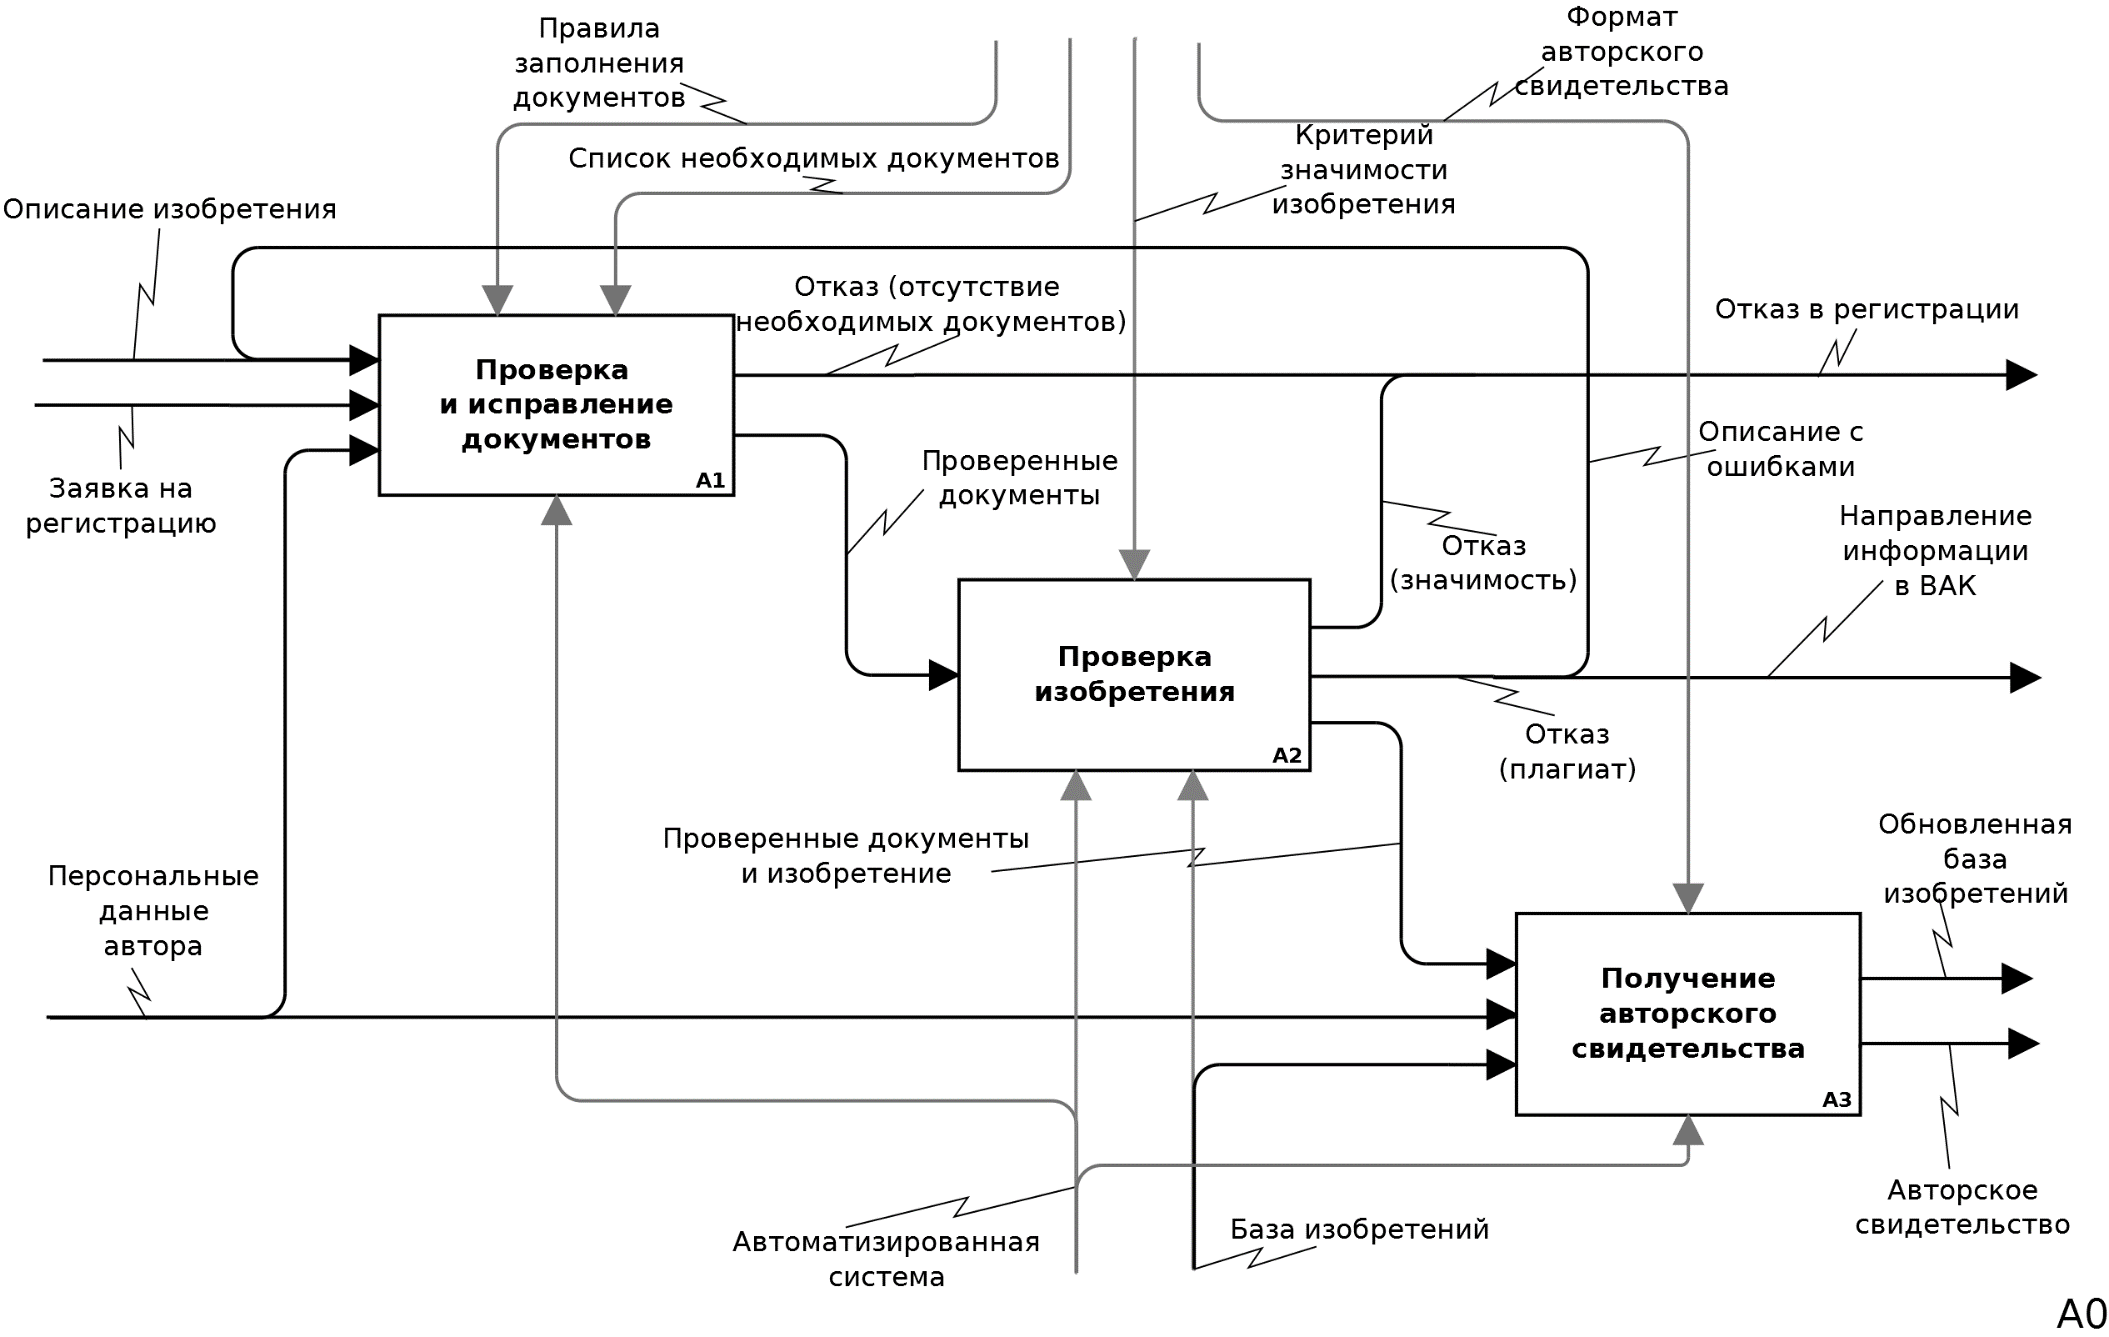 Правила
заполнения
документов
Формат
авторского
свидетельства
Список необходимых документов
Критерий
значимости
изобретения
Описание изобретения
Отказ (отсутствие
необходимых документов)
Отказ в регистрации
Проверка
и исправление
документов
A1
Заявка на
регистрацию
Проверенные
документы
Описание с
ошибками
Отказ
(значимость)
Направление
информации
в ВАК
Проверка
изобретения
A2
Отказ
(плагиат)
Проверенные документы
и изобретение
Обновленная
база
изобретений
Персональные
данные
автора
Получение
авторского
свидетельства
A3
Авторское
свидетельство
Автоматизированная
система
База изобретений
A0